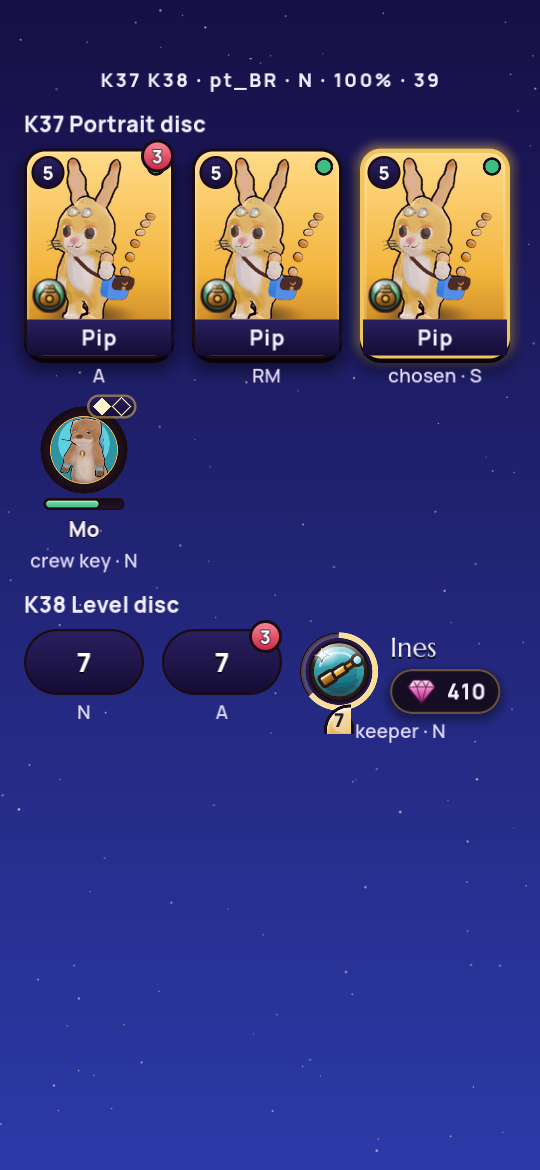 K37 K38 · pt_BR · N · 100% · 39
K37 Portrait disc
5 3 5 5
Pip Pip Pip
A RM chosen · S
Mo
crew key · N
K38 Level disc
7 7 3 Ines
410
7
N A keeper · N